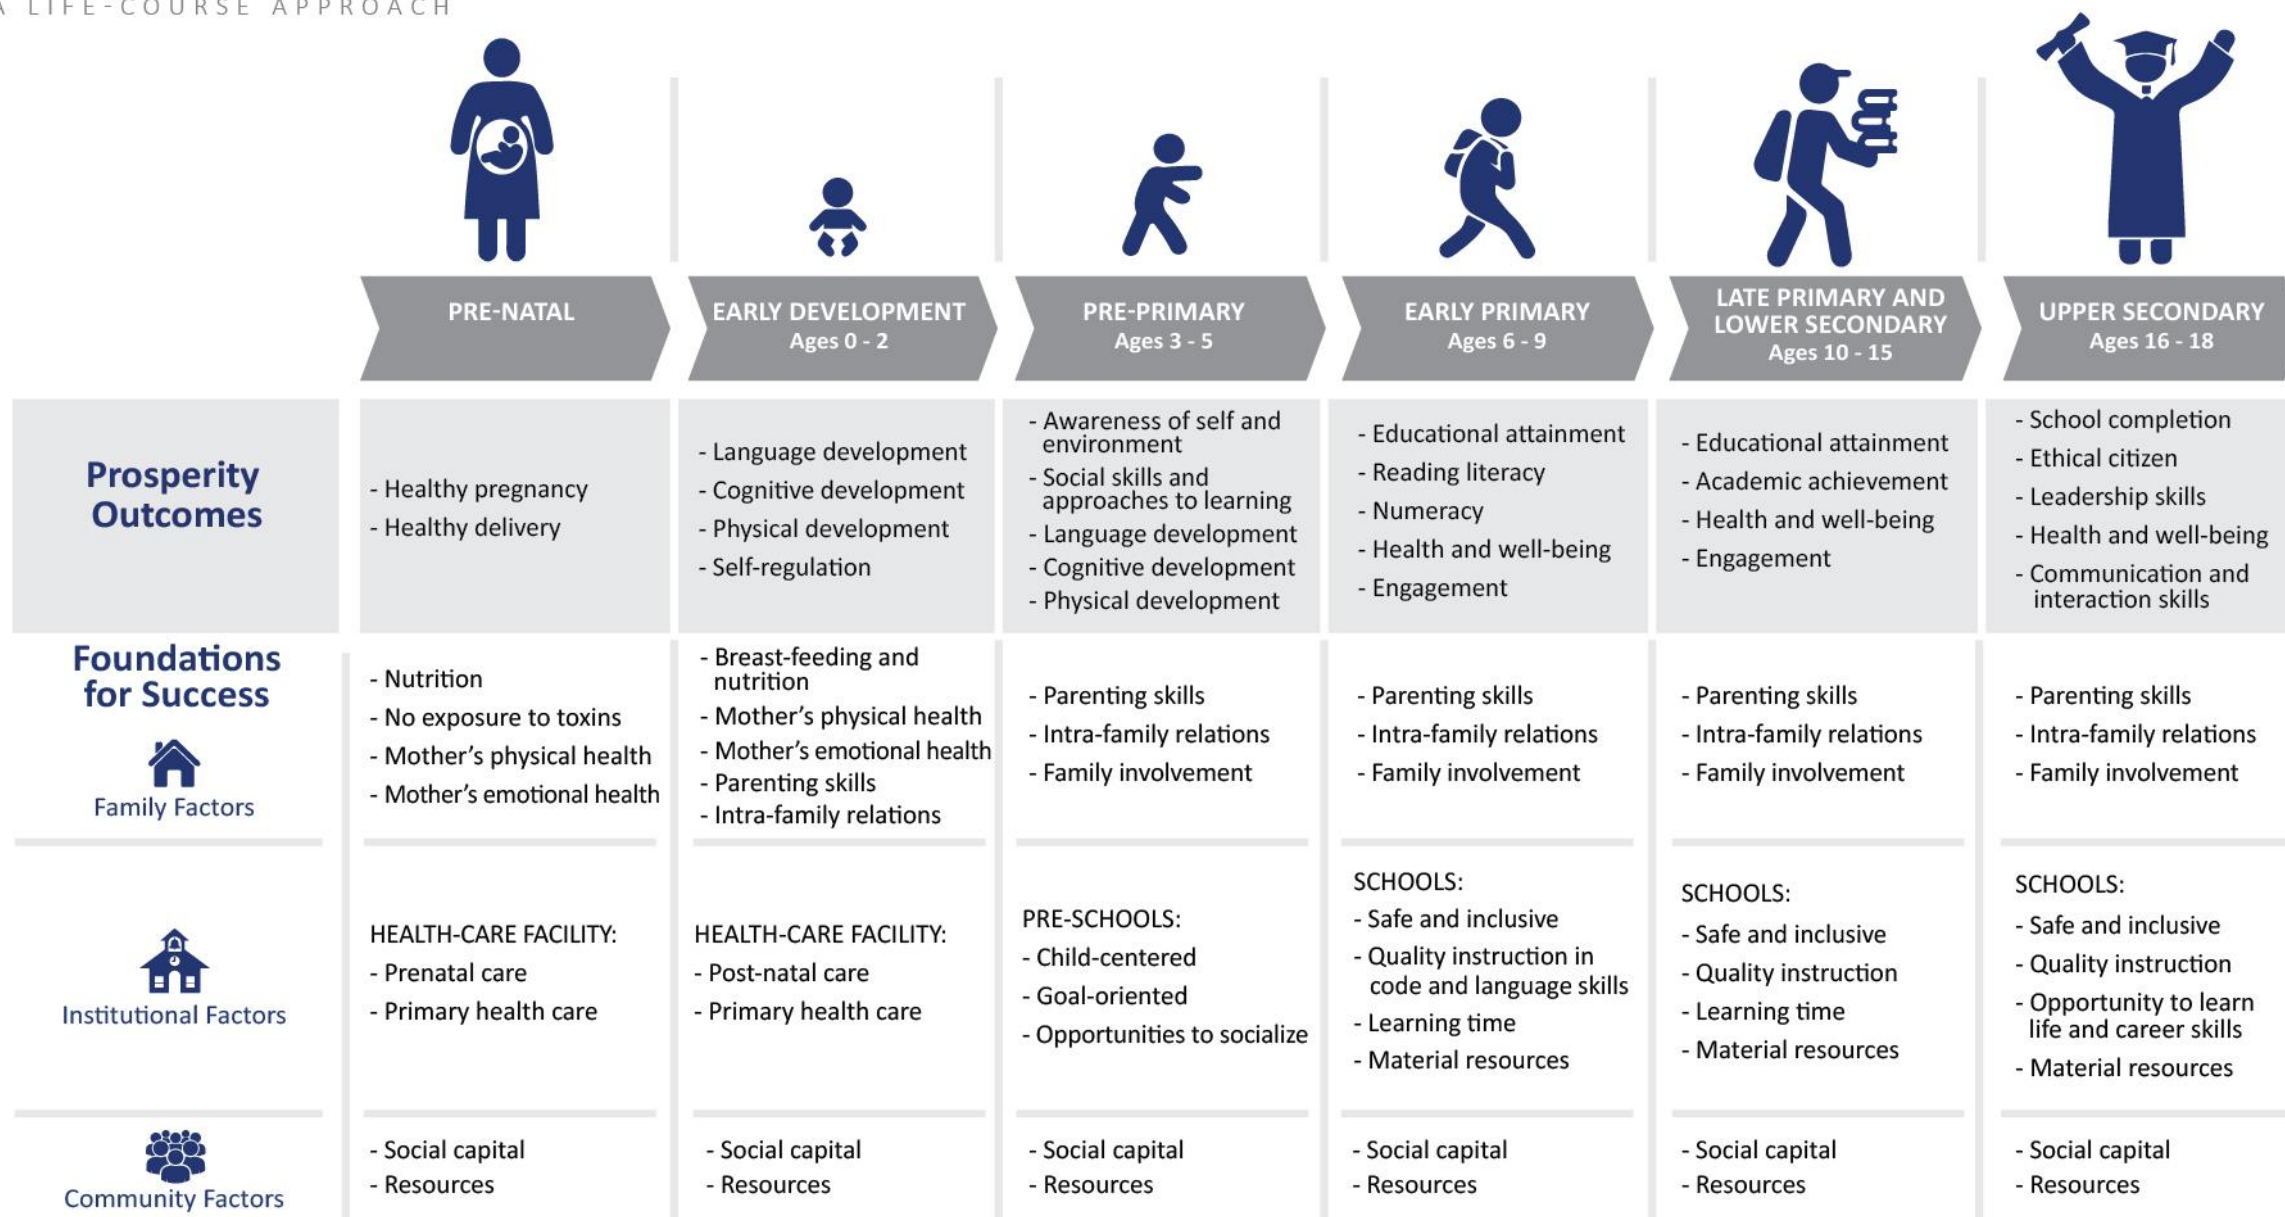 A LIFE-COURSE APPROACH
PRE-NATAL
EARLY DEVELOPMENT
Ages 0 - 2
PRE-PRIMARY
Ages 3 - 5
EARLY PRIMARY
Ages 6 - 9
LATE PRIMARY AND
LOWER SECONDARY
Ages 10 - 15
UPPER SECONDARY
Ages 16 - 18
Prosperity
Outcomes
- Healthy pregnancy
- Healthy delivery
- Language development
- Cognitive development
- Physical development
- Self-regulation
- Awareness of self and
environment
- Social skills and
approaches to learning
- Language development
- Cognitive development
- Physical development
- Educational attainment
- Reading literacy
- Numeracy
- Health and well-being
- Engagement
- Educational attainment
- Academic achievement
- Health and well-being
- Engagement
- School completion
- Ethical citizen
- Leadership skills
- Health and well-being
- Communication and
interaction skills
Foundations
for Success
Family Factors
- Nutrition
- No exposure to toxins
- Mother's physical health
- Mother's emotional health
- Breast-feeding and
nutrition
- Mother's physical health
- Mother's emotional health
- Parenting skills
- Intra-family relations
- Parenting skills
- Intra-family relations
- Family involvement
- Parenting skills
- Intra-family relations
- Family involvement
- Parenting skills
- Intra-family relations
- Family involvement
- Parenting skills
- Intra-family relations
- Family involvement
Institutional Factors
HEALTH-CARE FACILITY:
- Prenatal care
- Primary health care
HEALTH-CARE FACILITY:
- Post-natal care
- Primary health care
PRE-SCHOOLS:
- Child-centered
- Goal-oriented
- Opportunities to socialize
SCHOOLS:
- Safe and inclusive
- Quality instruction in
code and language skills
- Learning time
- Material resources
SCHOOLS:
- Safe and inclusive
- Quality instruction
- Learning time
- Material resources
SCHOOLS:
- Safe and inclusive
- Quality instruction
- Opportunity to learn
life and career skills
- Material resources
Community Factors
- Social capital
- Resources
- Social capital
- Resources
- Social capital
- Resources
- Social capital
- Resources
- Social capital
- Resources
- Social capital
- Resources